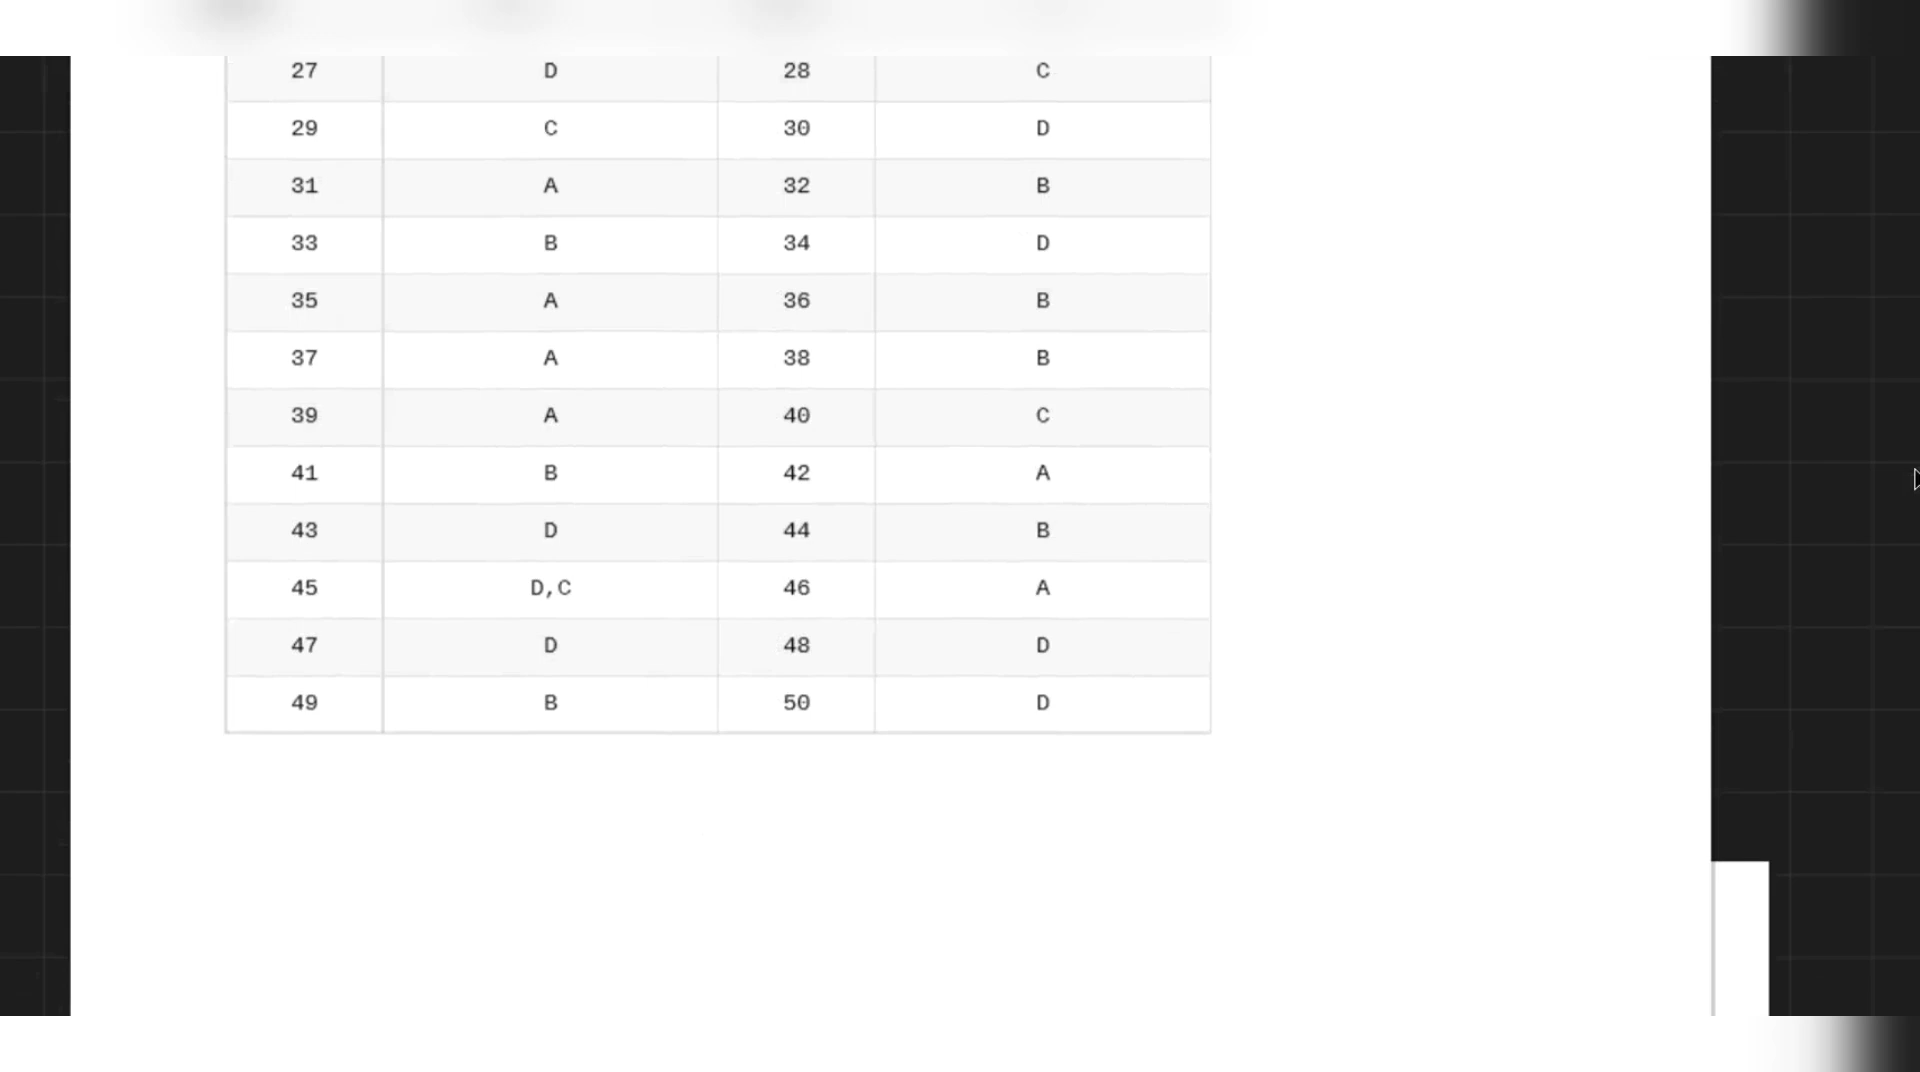 27 D 28 C
29 C 30 D
31 A 32 B
33 B 34 D
35 A 36 B
37 A 38 B
39 A 40 C
41 B 42 A
43 D 44 B
45 D,C 46 A
47 D 48 D
49 B 50 D